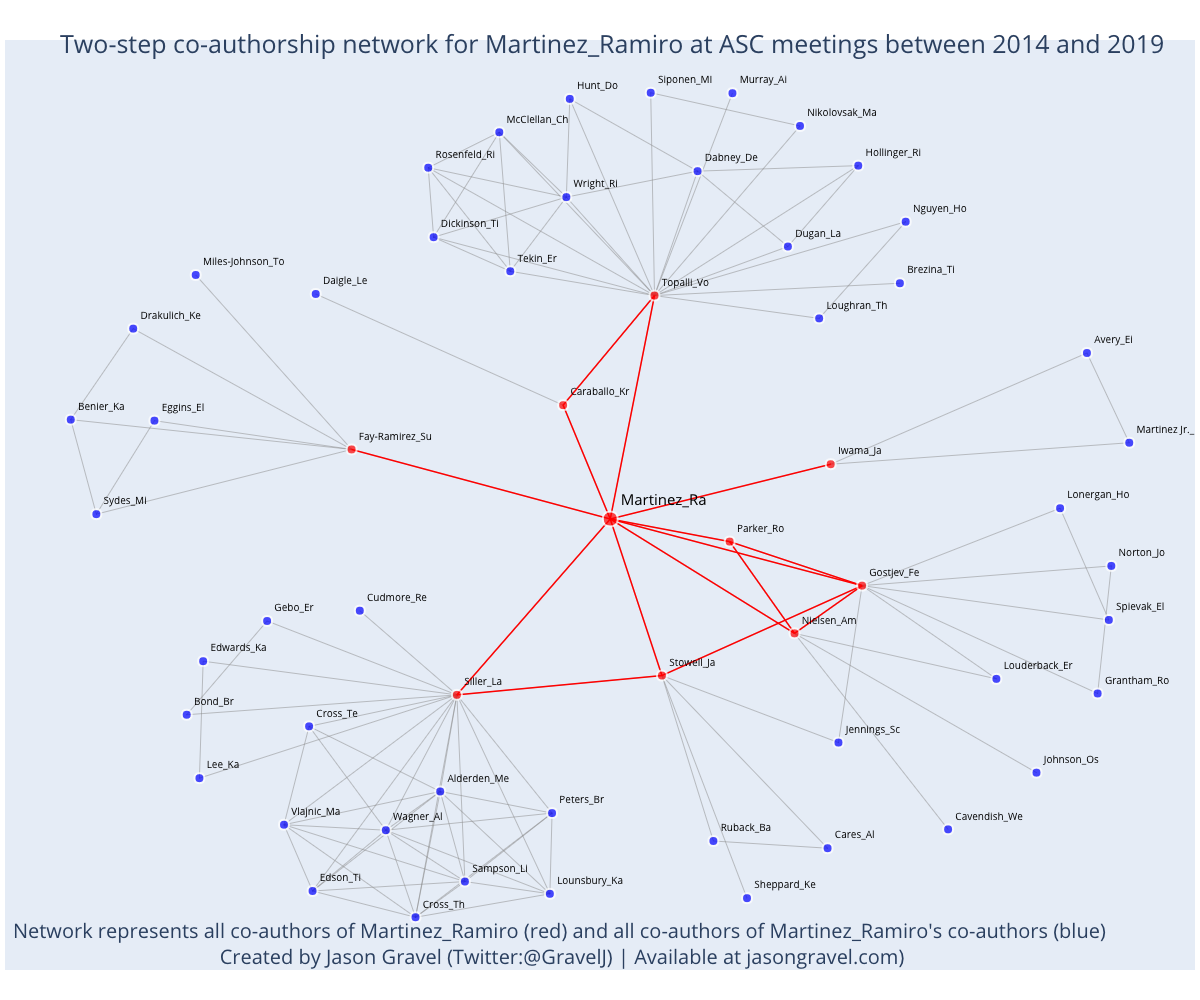 Two-step co-authorship network for Martinez_Ramiro at ASC meetings between 2014 and 2019
Siponen_Mi
Murray_Ai
Hunt_Do
Nikolovsak_Ma
McClellan_Ch
Rosenfeld_Ri
Hollinger_Ri
Dabney_De
Wright_Ri
Nguyen_Ho
Dickinson_Ti
Dugan_La
Tekin_Er
Miles-Johnson_To
Brezina_Ti
Daigle_Le
Topalli_Vo
Loughran_Th
Drakulich_Ke
Avery_Ei
Caraballo_Kr
Benier_Ka
Eggins_El
Fay-Ramirez_Su
Martinez Jr._
Iwama_Ja
Sydes_Mi
Martinez_Ra
Lonergan_Ho
Parker_Ro
Norton_Jo
Gostjev_Fe
Cudmore_Re
Gebo_Er
Spievak_El
Nielsen_Am
Edwards_Ka
Stowell_Ja
Louderback_Er
Siller_La
Grantham_Ro
Bond_Br
Cross_Te
Jennings_Sc
Lee_Ka
Johnson_Os
Alderden_Me
Peters_Br
Vlajnic_Ma
Wagner_Al
Cavendish_We
Ruback_Ba
Cares_Al
Sampson_Li
Edson_Ti
Lounsbury_Ka
Sheppard_Ke
Cross_Th
Network represents all co-authors of Martinez_Ramiro (red) and all co-authors of Martinez_Ramiro's co-authors (blue)
Created by Jason Gravel (Twitter:@GravelJ) | Available at jasongravel.com)